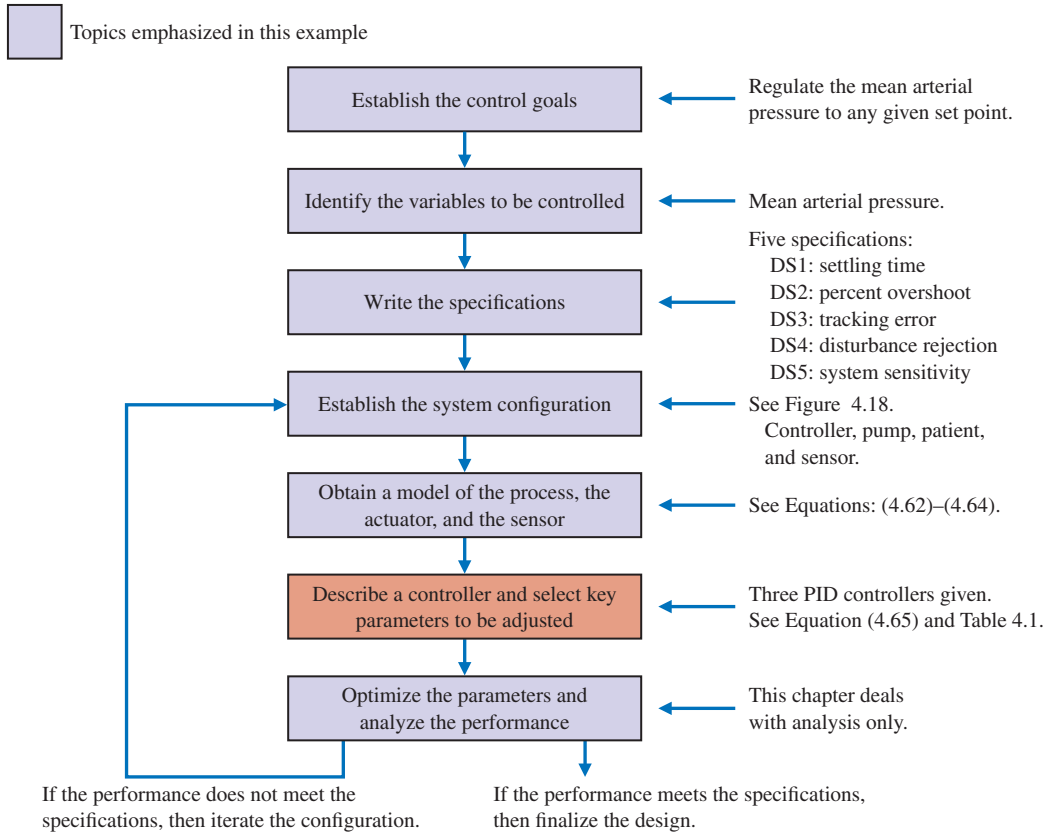 Topics emphasized in this example
Establish the control goals
Regulate the mean arterial
pressure to any given set point.
Identify the variables to be controlled
Mean arterial pressure.
Write the specifications
Five specifications:
DS1: settling time
DS2: percent overshoot
DS3: tracking error
DS4: disturbance rejection
DS5: system sensitivity
Establish the system configuration
See Figure 4.18.
Controller, pump, patient,
and sensor.
Obtain a model of the process, the
actuator, and the sensor
See Equations: (4.62)–(4.64).
Describe a controller and select key
parameters to be adjusted
Three PID controllers given.
See Equation (4.65) and Table 4.1.
Optimize the parameters and
analyze the performance
This chapter deals
with analysis only.
If the performance does not meet the
specifications, then iterate the configuration.
If the performance meets the specifications,
then finalize the design.